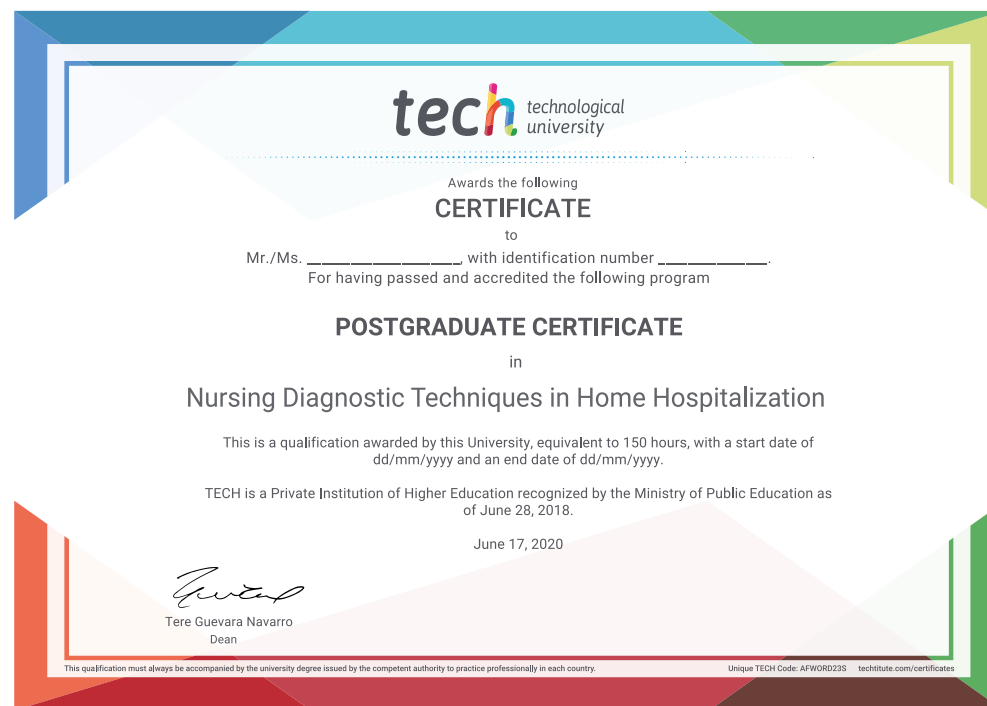 tech technological
university
Awards the following
CERTIFICATE
to
Mr./Ms. ____________________, with identification number ______________.
For having passed and accredited the following program
POSTGRADUATE CERTIFICATE
in
Nursing Diagnostic Techniques in Home Hospitalization
This is a qualification awarded by this University, equivalent to 150 hours, with a start date of
dd/mm/yyyy and an end date of dd/mm/yyyy.
TECH is a Private Institution of Higher Education recognized by the Ministry of Public Education as
of June 28, 2018.
June 17, 2020
Tere Guevara Navarro
Dean
This qualification must always be accompanied by the university degree issued by the competent authority to practice professionally in each country. Unique TECH Code: AFWORD23S techtitute.com/certificates